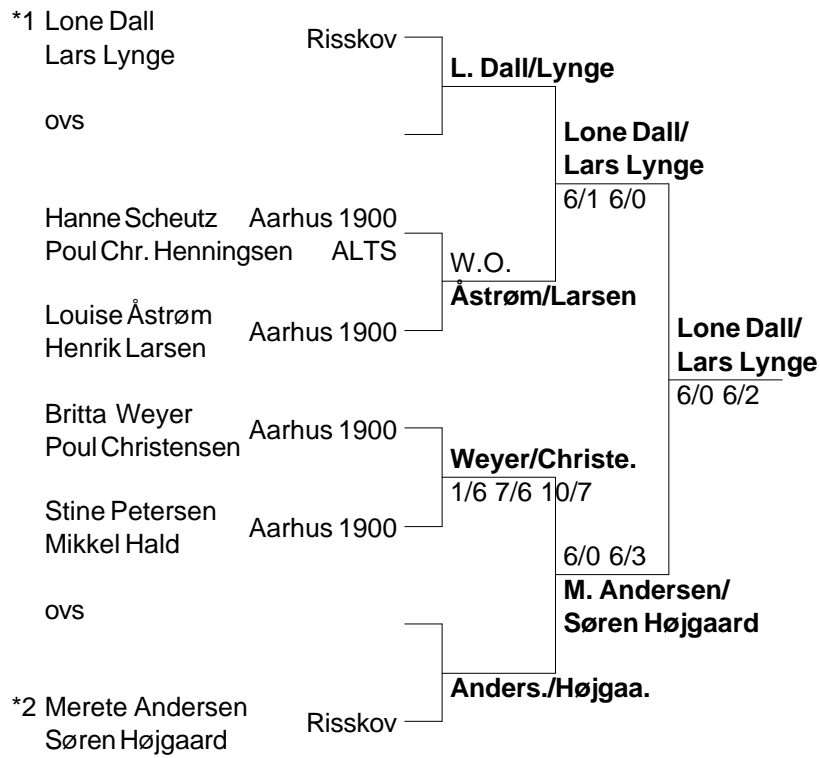 *1 Lone Dall
Lars Lynge
Risskov
L. Dall/Lynge
ovs
Lone Dall/
Lars Lynge
6/1 6/0
Hanne Scheutz Aarhus 1900
Poul Chr. Henningsen ALTS
W.O.
Åstrøm/Larsen
Louise Åstrøm
Henrik Larsen
Aarhus 1900
Lone Dall/
Lars Lynge
6/0 6/2
Britta Weyer
Poul Christensen
Aarhus 1900
Weyer/Christe.
1/6 7/6 10/7
Stine Petersen
Mikkel Hald
Aarhus 1900
6/0 6/3
M. Andersen/
Søren Højgaard
ovs
Anders./Højgaa.
*2 Merete Andersen
Søren Højgaard
Risskov